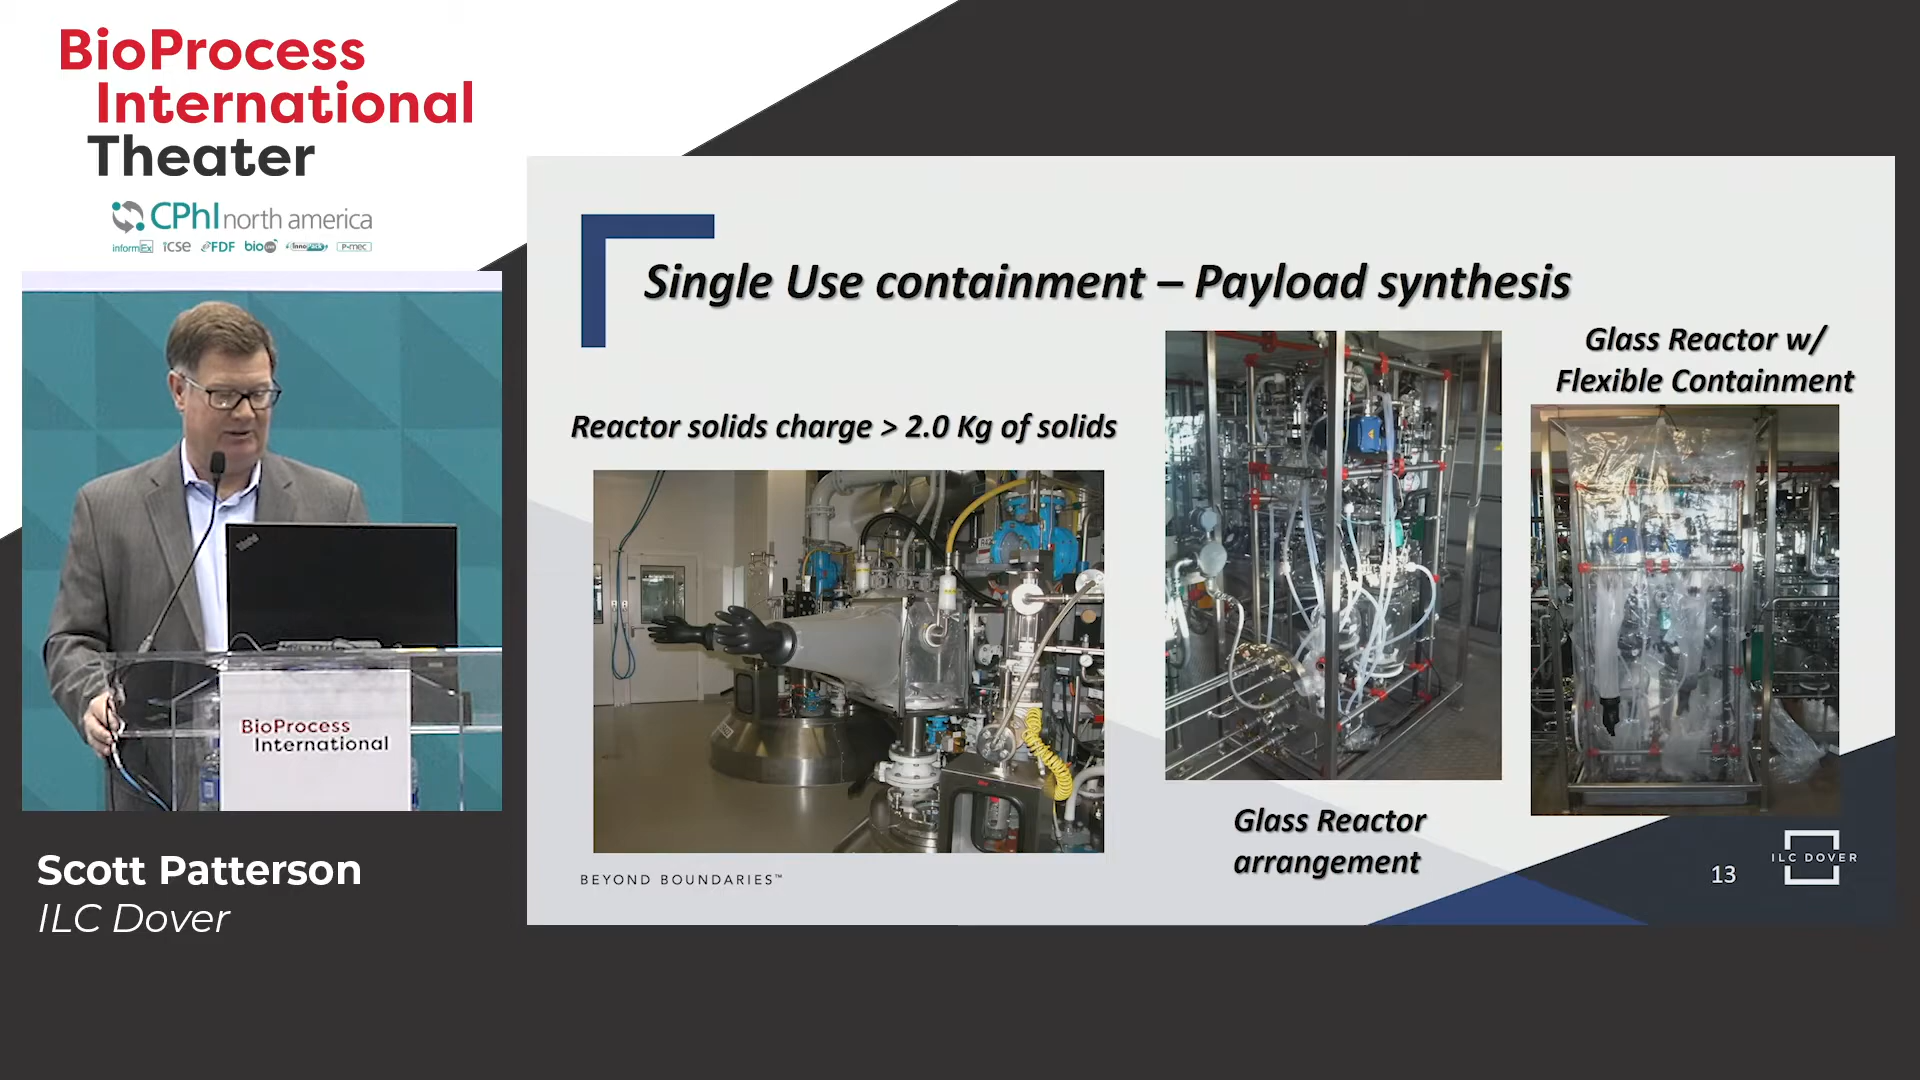 BioProcess
International
Theater
CPhI north america
informEx icse FDF bio LIVE InnoPack P-mec
BioProcess
International
Scott Patterson
ILC Dover
Single Use containment – Payload synthesis
Reactor solids charge > 2.0 Kg of solids
Glass Reactor w/
Flexible Containment
Glass Reactor
arrangement
BEYOND BOUNDARIES™
13
ILC DOVER